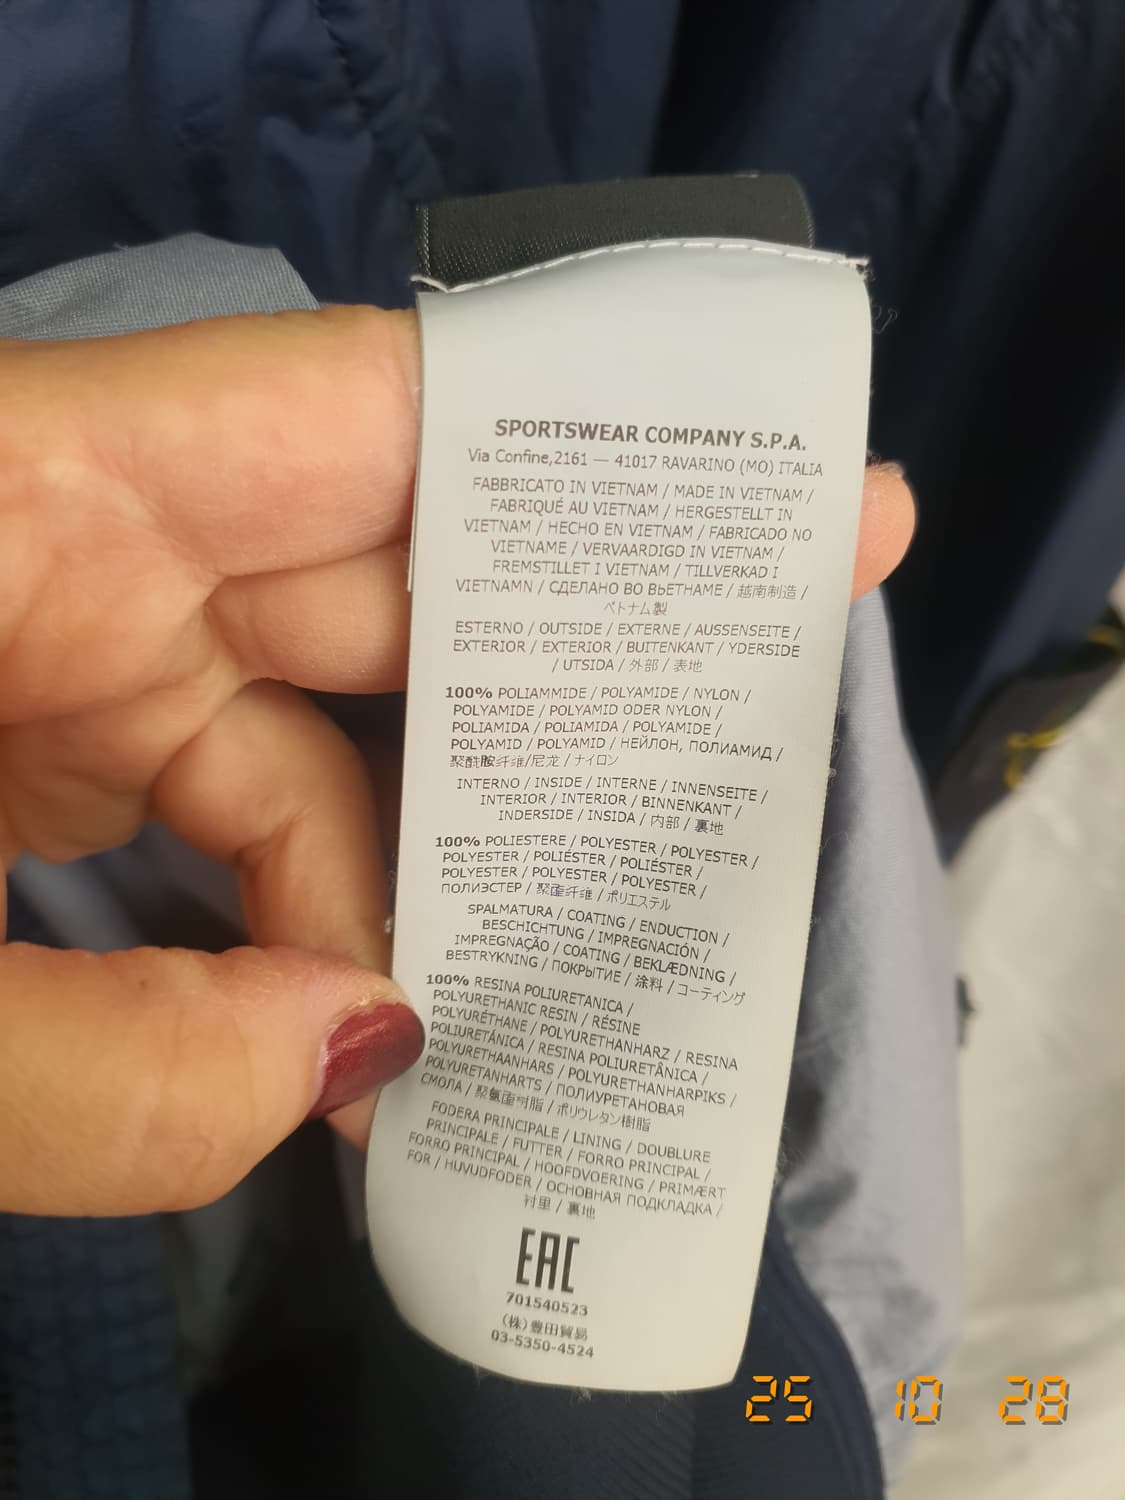 SPORTSWEAR COMPANY S.P.A.
Via Confine,2161 — 41017 RAVARINO (MO) ITALIA
FABBRICATO IN VIETNAM / MADE IN VIETNAM /
FABRIQUÉ AU VIETNAM / HERGESTELLT IN
VIETNAM / HECHO EN VIETNAM / FABRICADO NO
VIETNAME / VERVAARDIGD IN VIETNAM /
FREMSTILLET I VIETNAM / TILLVERKAD I
VIETNAMN / СДЕЛАНО ВО ВЬЕТНАМЕ / 越南制造 /
ベトナム製
ESTERNO / OUTSIDE / EXTERNE / AUSSENSEITE /
EXTERIOR / EXTERIOR / BUITENKANT / YDERSIDE
/ UTSIDA / 外部 / 表地
100% POLIAMMIDE / POLYAMIDE / NYLON /
POLYAMIDE / POLYAMID ODER NYLON /
POLIAMIDA / POLIAMIDA / POLYAMIDE /
POLYAMID / POLYAMID / НЕЙЛОН, ПОЛИАМИД /
聚酰胺纤维/尼龙 / ナイロン
INTERNO / INSIDE / INTERNE / INNENSEITE /
INTERIOR / INTERIOR / BINNENKANT /
INDERSIDE / INSIDA / 内部 / 裏地
100% POLIESTERE / POLYESTER / POLYESTER /
POLYESTER / POLIÉSTER / POLIÉSTER /
POLYESTER / POLYESTER / POLYESTER /
ПОЛИЭСТЕР / 聚酯纤维 / ポリエステル
SPALMATURA / COATING / ENDUCTION /
BESCHICHTUNG / IMPREGNACIÓN /
IMPREGNAÇÃO / COATING / BEKLÆDNING /
BESTRYKNING / ПОКРЫТИЕ / 涂料 / コーティング
100% RESINA POLIURETANICA /
POLYURETHANIC RESIN / RÉSINE
POLYURÉTHANE / POLYURETHANHARZ / RESINA
POLIURETÁNICA / RESINA POLIURETÂNICA /
POLYURETHAANHARS / POLYURETHANHARPIKS /
POLYURETANHARTS / ПОЛИУРЕТАНОВАЯ
СМОЛА / 聚氨酯树脂 / ポリウレタン樹脂
FODERA PRINCIPALE / LINING / DOUBLURE
PRINCIPALE / FUTTER / FORRO PRINCIPAL /
FORRO PRINCIPAL / HOOFDVOERING / PRIMÆRT
FOR / HUVUDFODER / ОСНОВНАЯ ПОДКЛАДКА /
衬里 / 裏地
EAC
701540523
(株)豊田貿易
03-5350-4524
25 10 28